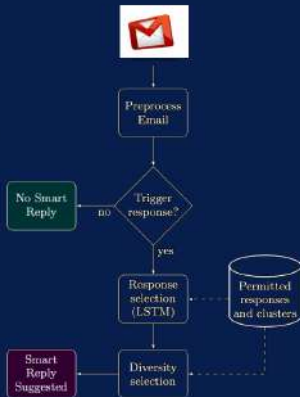 Preprocess
Email
Trigger
response?
No Smart
Reply
no
yes
Response
selection
(LSTM)
Permitted
responses
and clusters
Diversity
selection
Smart
Reply
Suggested